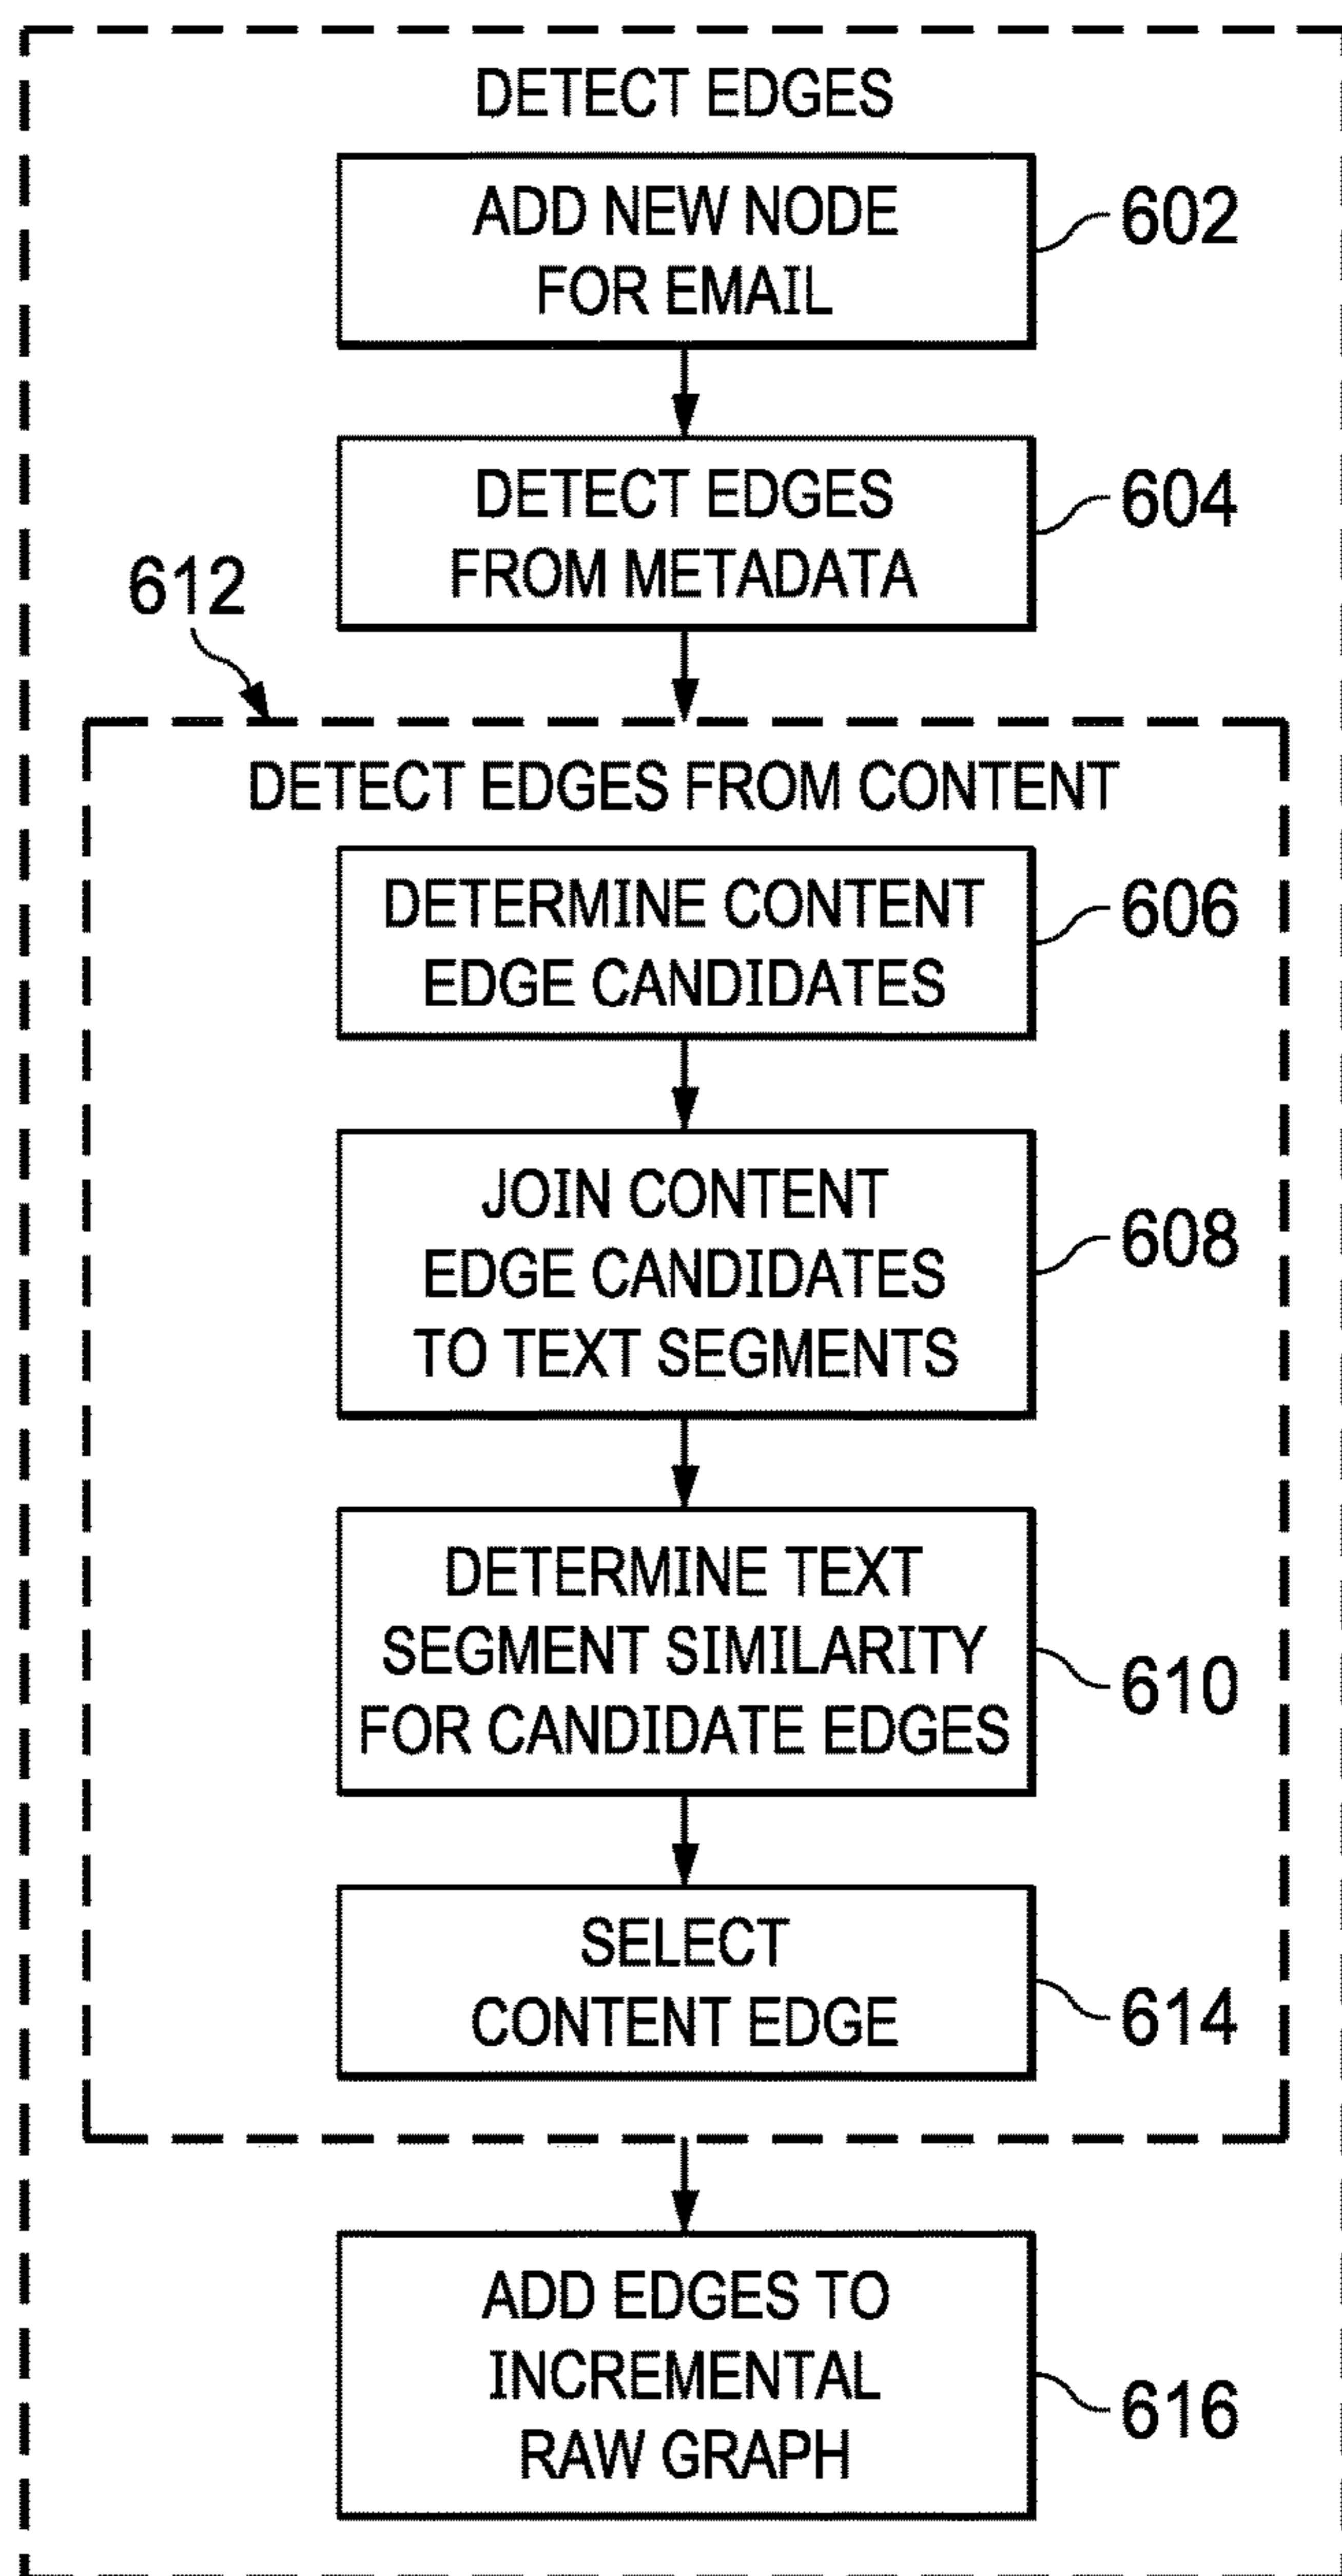 DETECT EDGES
ADD NEW NODE
FOR EMAIL
602
DETECT EDGES
FROM METADATA
604
612
DETECT EDGES FROM CONTENT
DETERMINE CONTENT
EDGE CANDIDATES
606
JOIN CONTENT
EDGE CANDIDATES
TO TEXT SEGMENTS
608
DETERMINE TEXT
SEGMENT SIMILARITY
FOR CANDIDATE EDGES
610
SELECT
CONTENT EDGE
614
ADD EDGES TO
INCREMENTAL
RAW GRAPH
616